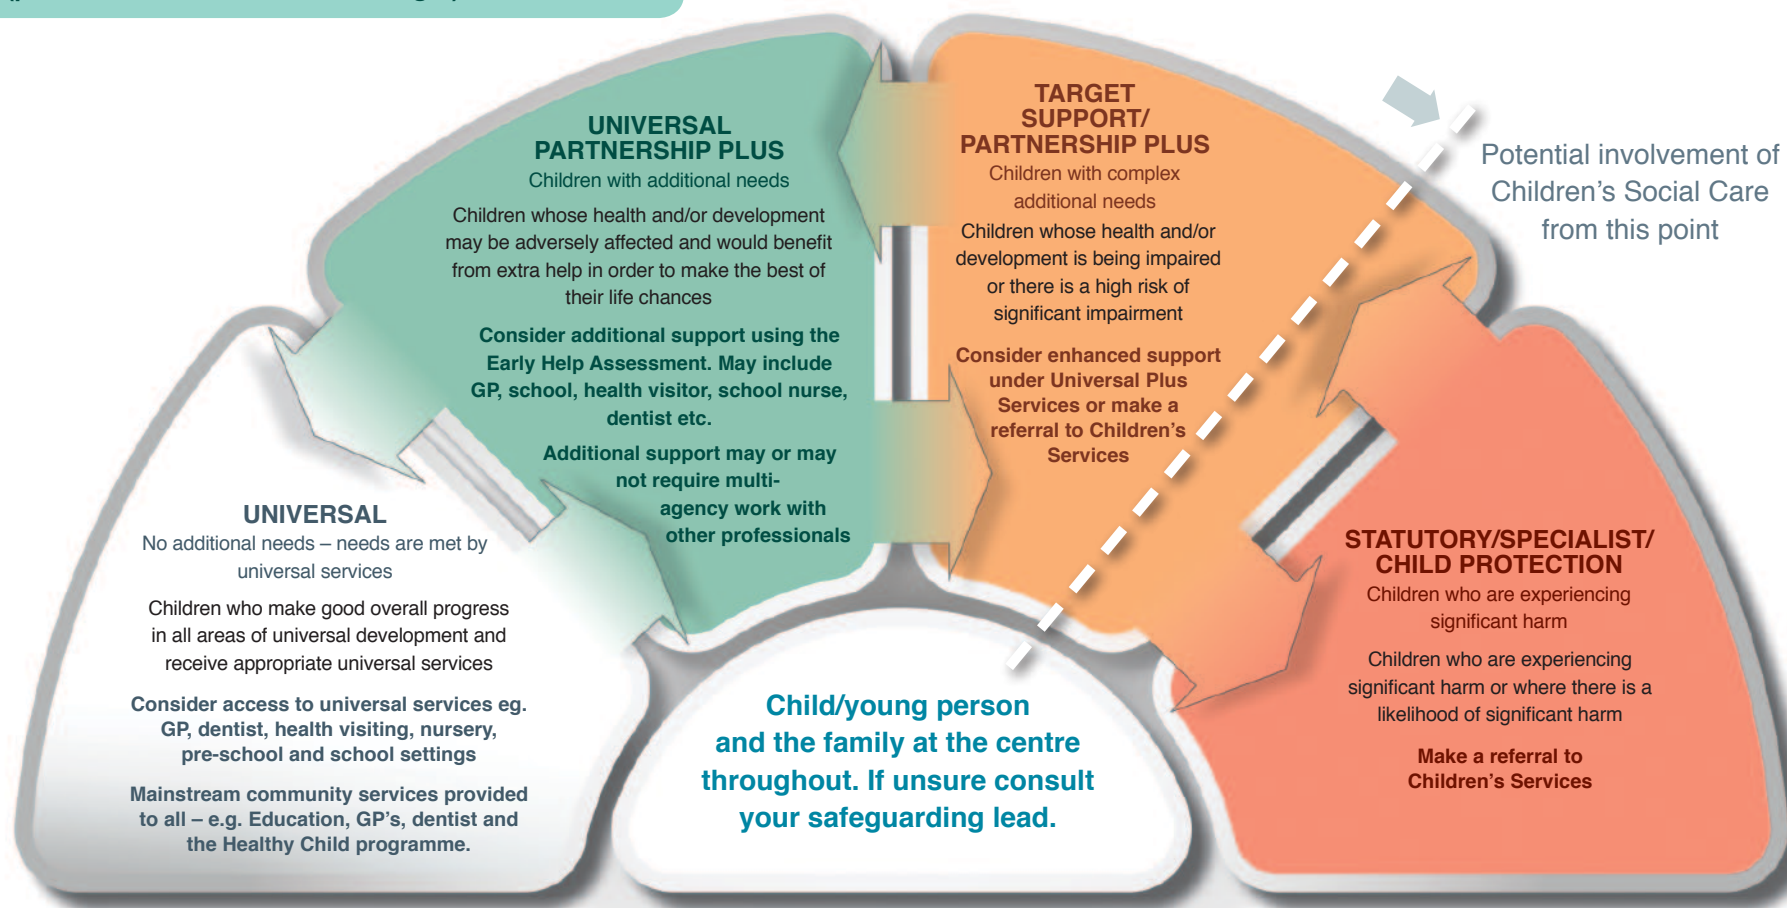 UNIVERSAL
PARTNERSHIP PLUS
Children with additional needs
Children whose health and/or development
may be adversely affected and would benefit
from extra help in order to make the best of
their life chances
Consider additional support using the
Early Help Assessment. May include
GP, school, health visitor, school nurse,
dentist etc.
Additional support may or may
not require multi-
agency work with
other professionals
TARGET
SUPPORT/
PARTNERSHIP PLUS
Children with complex
additional needs
Children whose health and/or
development is being impaired
or there is a high risk of
significant impairment
Consider enhanced support
under Universal Plus
Services or make a
referral to Children's
Services
Potential involvement of
Children's Social Care
from this point
UNIVERSAL
No additional needs – needs are met by
universal services
Children who make good overall progress
in all areas of universal development and
receive appropriate universal services
Consider access to universal services eg.
GP, dentist, health visiting, nursery,
pre-school and school settings
Mainstream community services provided
to all – e.g. Education, GP's, dentist and
the Healthy Child programme.
Child/young person
and the family at the centre
throughout. If unsure consult
your safeguarding lead.
STATUTORY/SPECIALIST/
CHILD PROTECTION
Children who are experiencing
significant harm
Children who are experiencing
significant harm or where there is a
likelihood of significant harm
Make a referral to
Children's Services